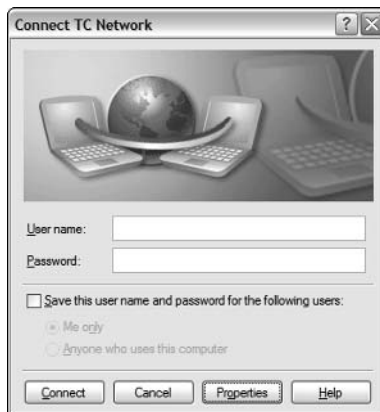 Connect TC Network
User name:
Password:
Save this user name and password for the following users:
Me only
Anyone who uses this computer
Connect Cancel Properties Help